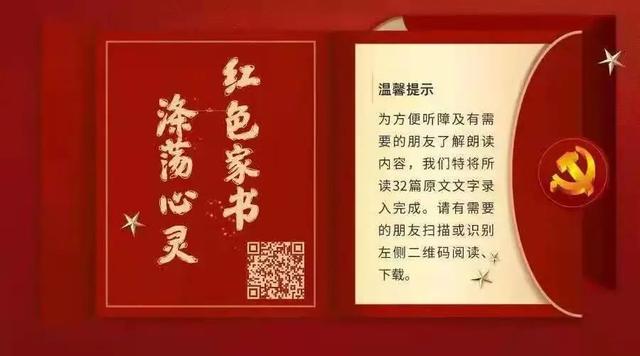 红色家书
涤荡心灵
温馨提示
为方便听障及有需
要的朋友了解朗读
内容，我们特将所
读32篇原文文字录
入完成。请有需要
的朋友扫描或识别
左侧二维码阅读、
下载。